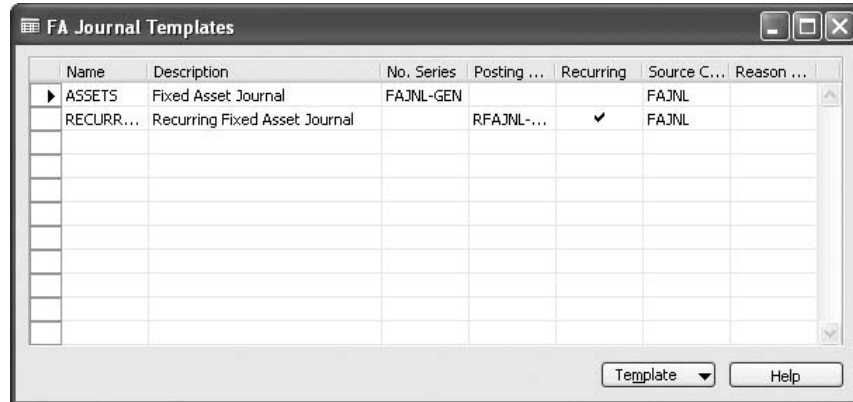 FA Journal Templates
Name Description No. Series Posting ... Recurring Source C... Reason ...
ASSETS Fixed Asset Journal FAJNL-GEN FAJNL
RECURR... Recurring Fixed Asset Journal RFAJNL-... FAJNL
Template Help